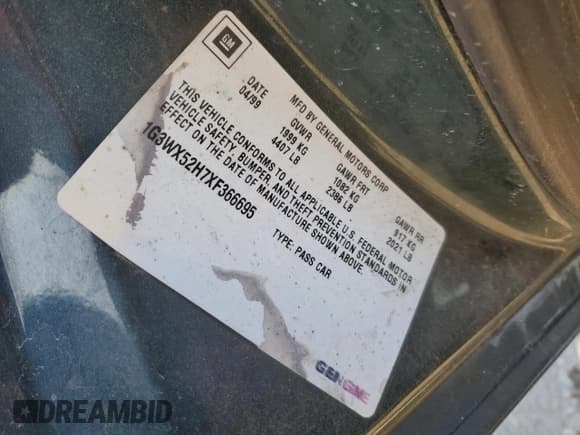 GM
MFD BY GENERAL MOTORS CORP
DATE GVWR GAWR FRT GAWR RR
04/99 1999 KG 1082 KG 917 KG
4407 LB 2386 LB 2021 LB
THIS VEHICLE CONFORMS TO ALL APPLICABLE U.S. FEDERAL MOTOR
VEHICLE SAFETY, BUMPER, AND THEFT PREVENTION STANDARDS IN
EFFECT ON THE DATE OF MANUFACTURE SHOWN ABOVE.
1G3WX52H7XF366695 TYPE: PASS CAR
DREAMBID